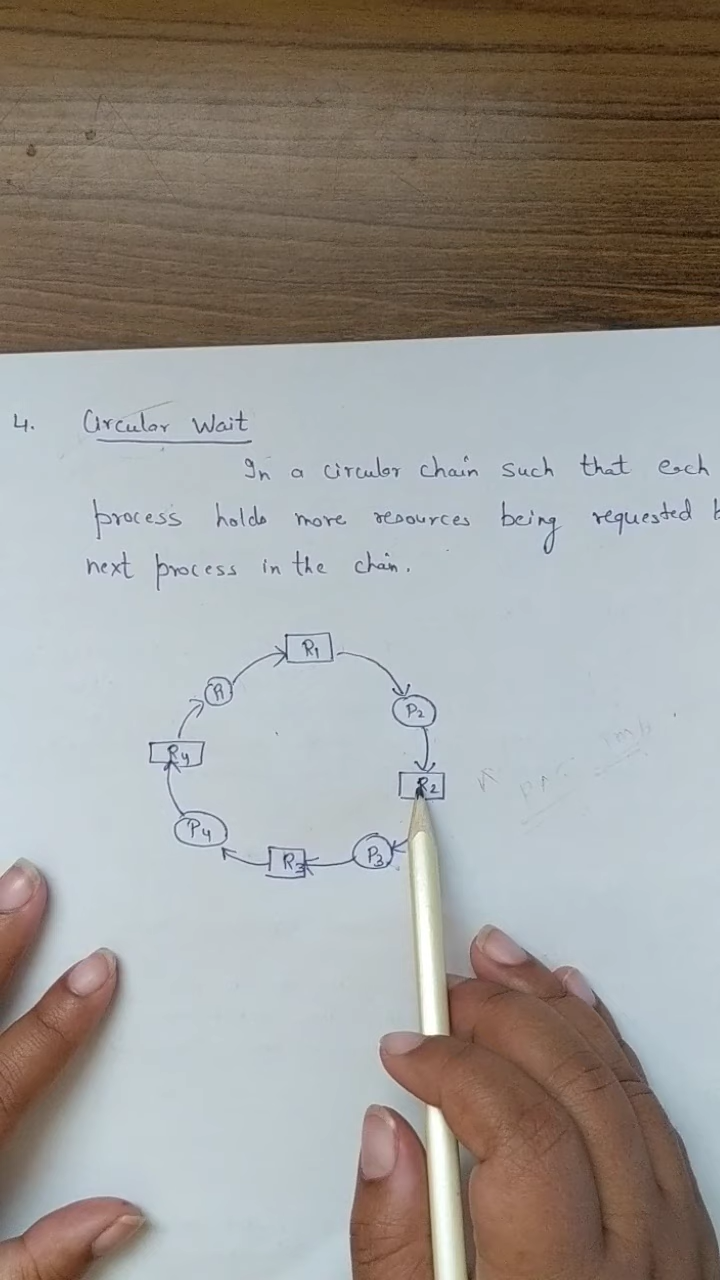 4. Circular Wait
In a circular chain such that each
process holds more resources being requested
next process in the chain.
R1
P2
R4
R2
P4
R3
P3